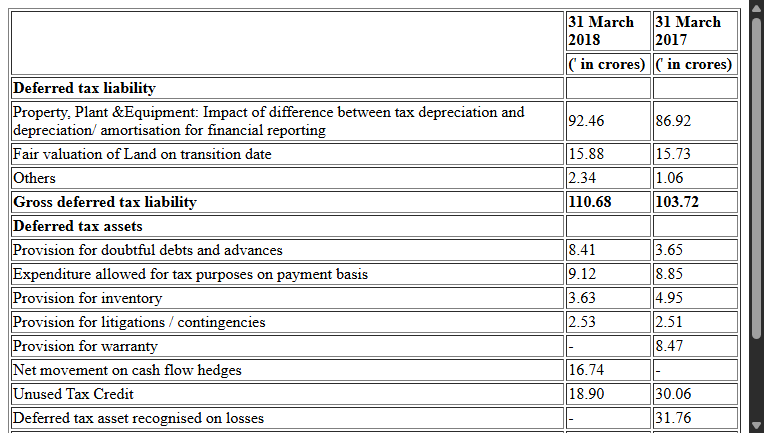 31 March 2018 31 March 2017
(' in crores) (' in crores)
Deferred tax liability
Property, Plant &Equipment: Impact of difference between tax depreciation and
depreciation/ amortisation for financial reporting 92.46 86.92
Fair valuation of Land on transition date 15.88 15.73
Others 2.34 1.06
Gross deferred tax liability 110.68 103.72
Deferred tax assets
Provision for doubtful debts and advances 8.41 3.65
Expenditure allowed for tax purposes on payment basis 9.12 8.85
Provision for inventory 3.63 4.95
Provision for litigations / contingencies 2.53 2.51
Provision for warranty - 8.47
Net movement on cash flow hedges 16.74 -
Unused Tax Credit 18.90 30.06
Deferred tax asset recognised on losses - 31.76